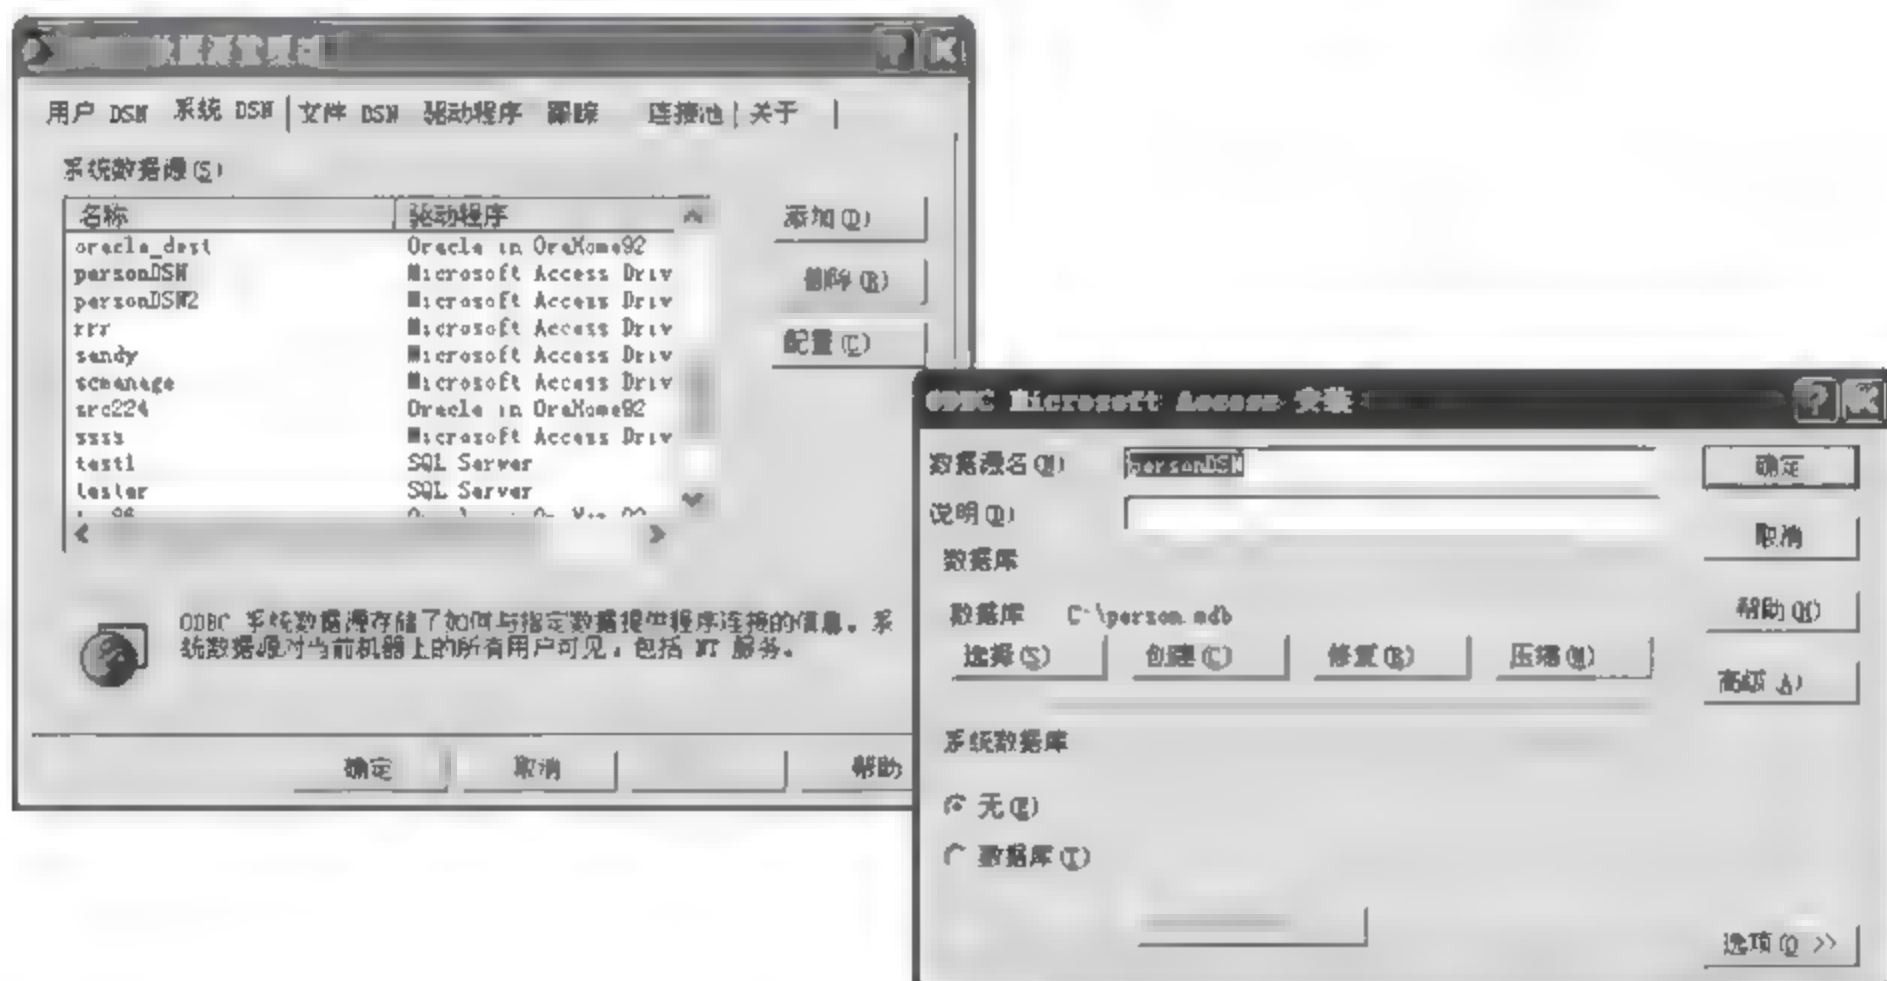 数据源管理器
用户 DSN 系统 DSN 文件 DSN 驱动程序 跟踪 连接池 关于
系统数据源(S)
名称 驱动程序
oracle_dest Oracle in OraHome92
personDSN Microsoft Access Driv
personDSN2 Microsoft Access Driv
rrr Microsoft Access Driv
sandy Microsoft Access Driv
scmanage Microsoft Access Driv
src224 Oracle in OraHome92
ssss Microsoft Access Driv
test1 SQL Server
tester SQL Server
添加(D)
删除(R)
配置(C)
ODBC 系统数据源存储了如何与指定数据提供程序连接的信息。系
统数据源对当前机器上的所有用户可见，包括 NT 服务。
确定 取消 帮助
ODBC Microsoft Access 安装
数据源名(N) personDSN
说明(D)
数据库
数据库 C:\person.mdb
选择(S) 创建(C) 修复(R) 压缩(M)
系统数据库
无(E)
数据库(T)
确定
取消
帮助(H)
高级(A)
选项(O) >>